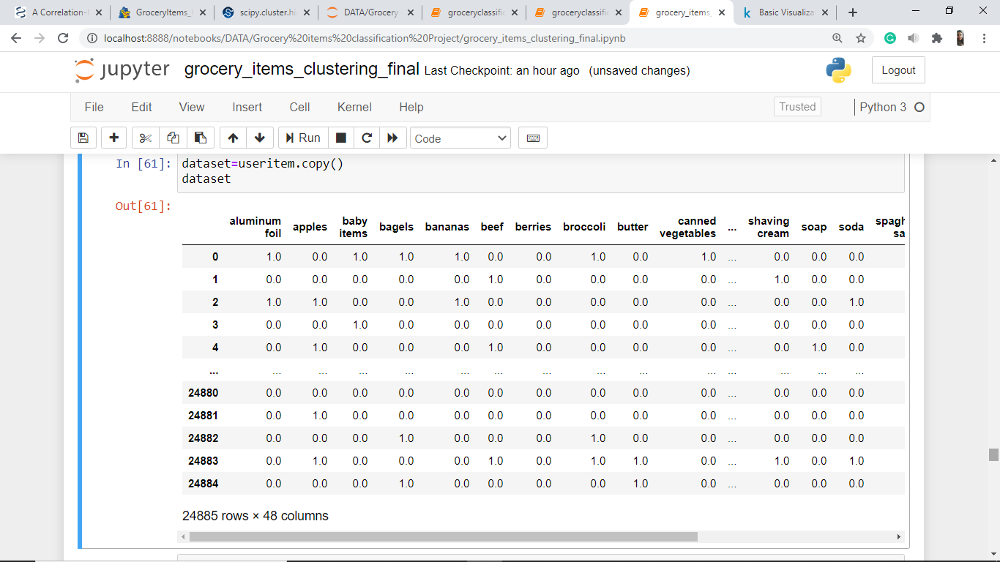 A Correlation-
GroceryItems_
scipy.cluster.hi
DATA/Grocery
groceryclassific
groceryclassific
grocery_items_
Basic Visualiza
localhost:8888/notebooks/DATA/Grocery%20items%20classification%20Project/grocery_items_clustering_final.ipynb
jupyter grocery_items_clustering_final Last Checkpoint: an hour ago (unsaved changes) Logout
File Edit View Insert Cell Kernel Help Trusted Python 3
Run Code
In [61]: dataset=useritem.copy()
dataset
Out[61]:
aluminum foil apples baby items bagels bananas beef berries broccoli butter canned vegetables ... shaving cream soap soda spagh sa
0 1.0 0.0 1.0 1.0 1.0 0.0 0.0 1.0 0.0 1.0 ... 0.0 0.0 0.0
1 0.0 0.0 0.0 0.0 0.0 1.0 0.0 0.0 0.0 0.0 ... 1.0 0.0 0.0
2 1.0 1.0 0.0 0.0 1.0 0.0 0.0 0.0 0.0 0.0 ... 0.0 0.0 1.0
3 0.0 0.0 1.0 0.0 0.0 0.0 0.0 0.0 0.0 0.0 ... 0.0 0.0 0.0
4 0.0 1.0 0.0 0.0 0.0 1.0 0.0 0.0 0.0 0.0 ... 0.0 1.0 0.0
... ... ... ... ... ... ... ... ... ... ... ... ... ... ...
24880 0.0 0.0 0.0 0.0 0.0 0.0 0.0 0.0 0.0 0.0 ... 0.0 0.0 0.0
24881 0.0 1.0 0.0 0.0 0.0 0.0 0.0 0.0 0.0 0.0 ... 0.0 0.0 0.0
24882 0.0 0.0 0.0 1.0 0.0 0.0 0.0 1.0 0.0 0.0 ... 0.0 0.0 0.0
24883 0.0 1.0 0.0 0.0 0.0 1.0 0.0 1.0 1.0 0.0 ... 1.0 0.0 1.0
24884 0.0 0.0 0.0 1.0 0.0 0.0 0.0 0.0 1.0 0.0 ... 0.0 0.0 0.0
24885 rows × 48 columns